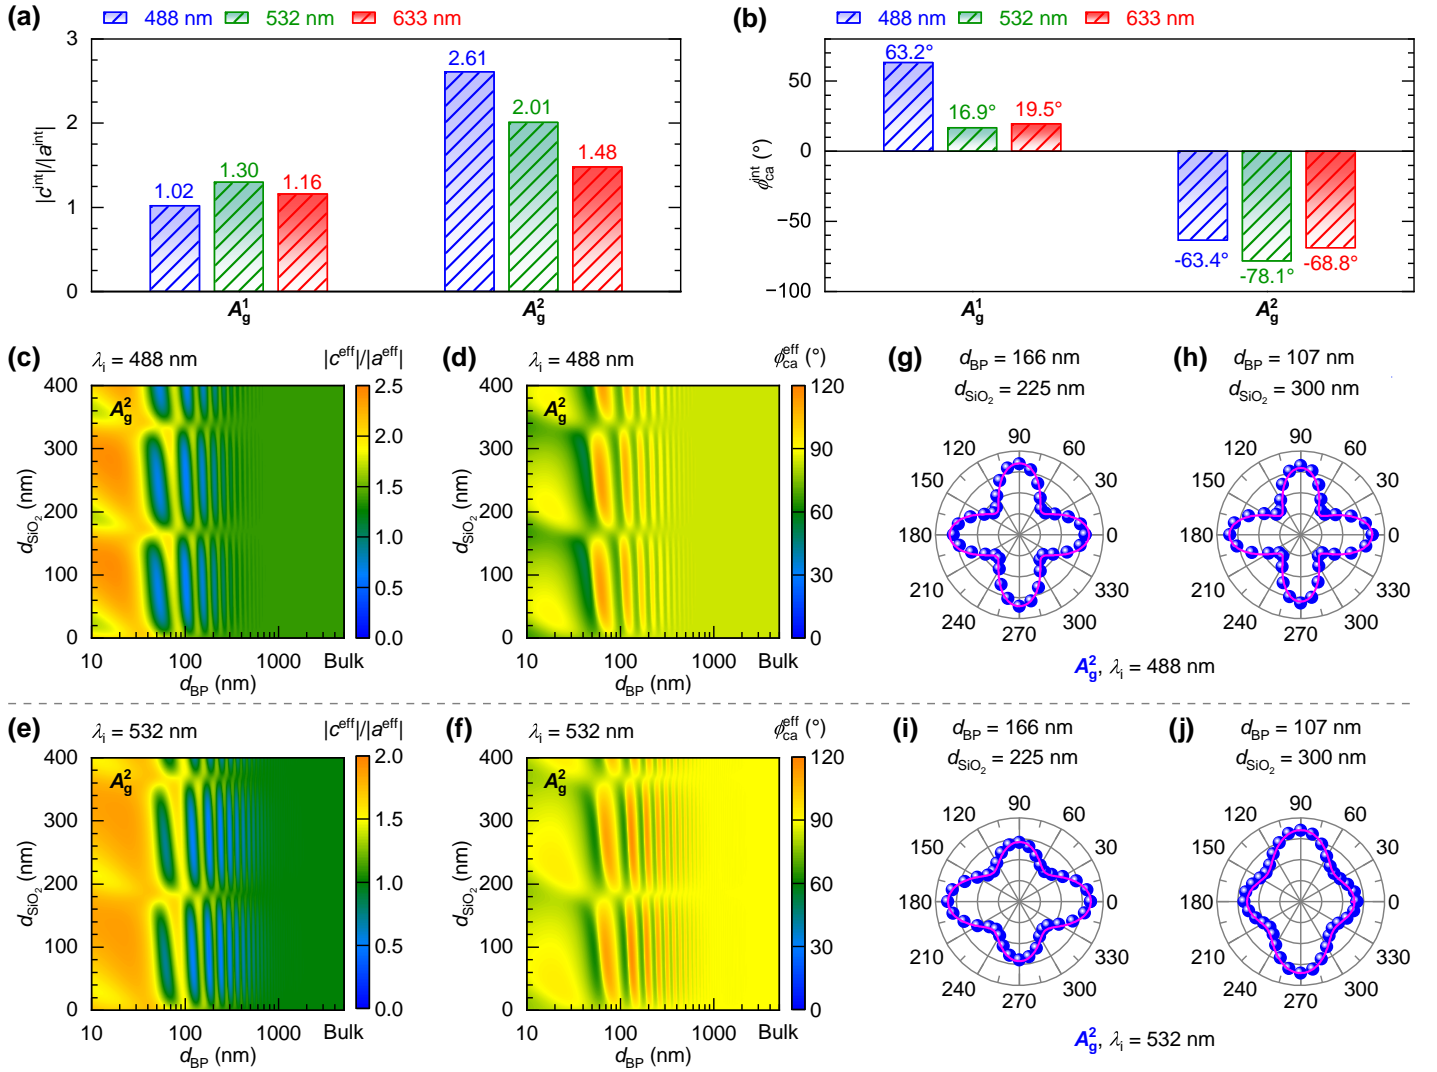 (a) 488 nm 532 nm 633 nm
|c^int|/|a^int|
3
2
1
0
1.02
1.30
1.16
2.61
2.01
1.48
A_g^1 A_g^2
(b) 488 nm 532 nm 633 nm
ϕ_ca^int (°)
50
0
−50
−100
63.2°
16.9°
19.5°
-63.4°
-78.1°
-68.8°
A_g^1 A_g^2
(c) λ_i = 488 nm |c^eff|/|a^eff|
A_g^2
d_SiO₂ (nm)
400
300
200
100
0
10 100 1000 Bulk
d_BP (nm)
2.5
2.0
1.5
1.0
0.5
0.0
(d) λ_i = 488 nm ϕ_ca^eff (°)
A_g^2
d_SiO₂ (nm)
400
300
200
100
0
10 100 1000 Bulk
d_BP (nm)
120
90
60
30
0
(g) d_BP = 166 nm
d_SiO₂ = 225 nm
90
120 60
150 30
180 0
210 330
240 300
270
(h) d_BP = 107 nm
d_SiO₂ = 300 nm
90
120 60
150 30
180 0
210 330
240 300
270
A_g^2, λ_i = 488 nm
(e) λ_i = 532 nm |c^eff|/|a^eff|
A_g^2
d_SiO₂ (nm)
400
300
200
100
0
10 100 1000 Bulk
d_BP (nm)
2.0
1.5
1.0
0.5
0.0
(f) λ_i = 532 nm ϕ_ca^eff (°)
A_g^2
d_SiO₂ (nm)
400
300
200
100
0
10 100 1000 Bulk
d_BP (nm)
120
90
60
30
0
(i) d_BP = 166 nm
d_SiO₂ = 225 nm
90
120 60
150 30
180 0
210 330
240 300
270
(j) d_BP = 107 nm
d_SiO₂ = 300 nm
90
120 60
150 30
180 0
210 330
240 300
270
A_g^2, λ_i = 532 nm